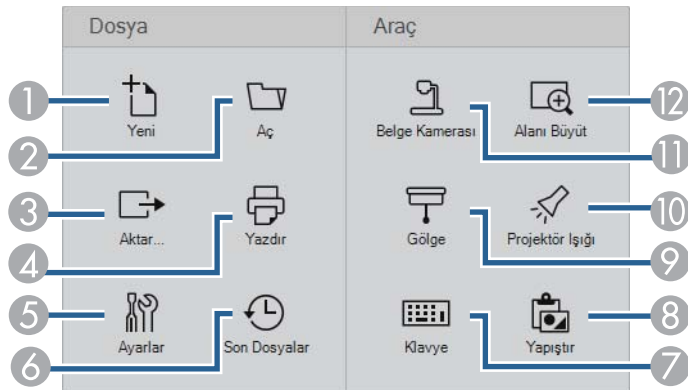 Dosya
Araç
1
Yeni
2
Aç
Belge Kamerası
11
Alanı Büyüt
12
3
Aktar...
4
Yazdır
Gölge
9
Projektör Işığı
10
5
Ayarlar
6
Son Dosyalar
Klavye
7
Yapıştır
8